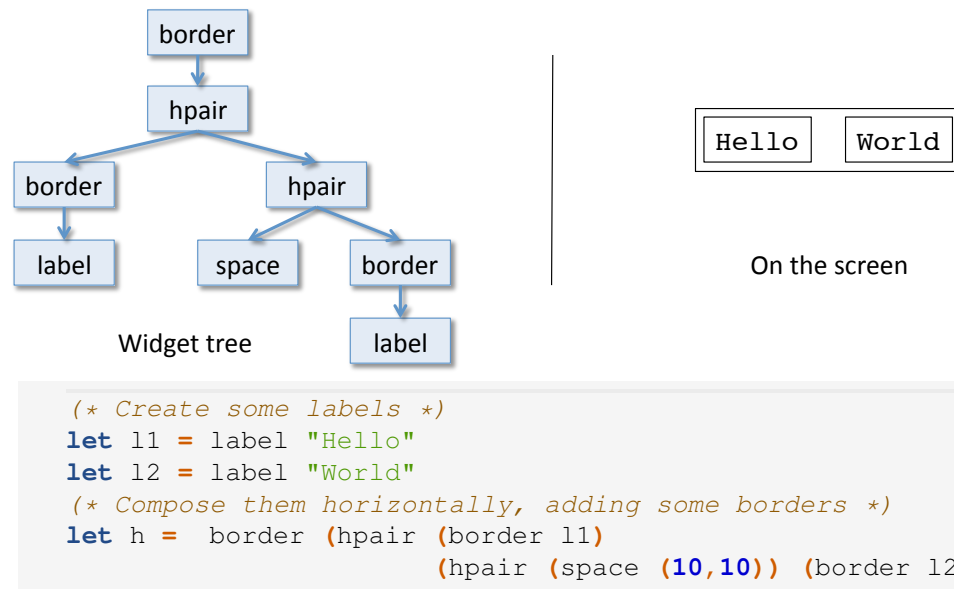 border
hpair
border hpair
label space border
label
Widget tree
Hello World
On the screen
(* Create some labels *)
let l1 = label "Hello"
let l2 = label "World"
(* Compose them horizontally, adding some borders *)
let h =  border (hpair (border l1)
(hpair (space (10,10)) (border l2